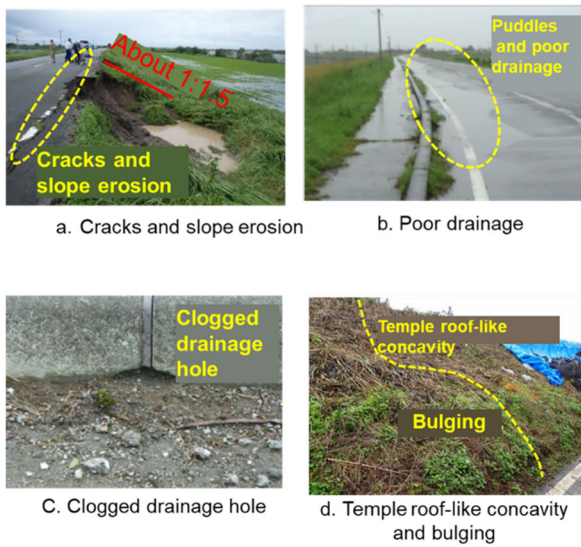 About 1:1.5
Cracks and
slope erosion
a. Cracks and slope erosion
Puddles
and poor
drainage
b. Poor drainage
Clogged
drainage
hole
C. Clogged drainage hole
Temple roof-like
concavity
Bulging
d. Temple roof-like concavity
and bulging